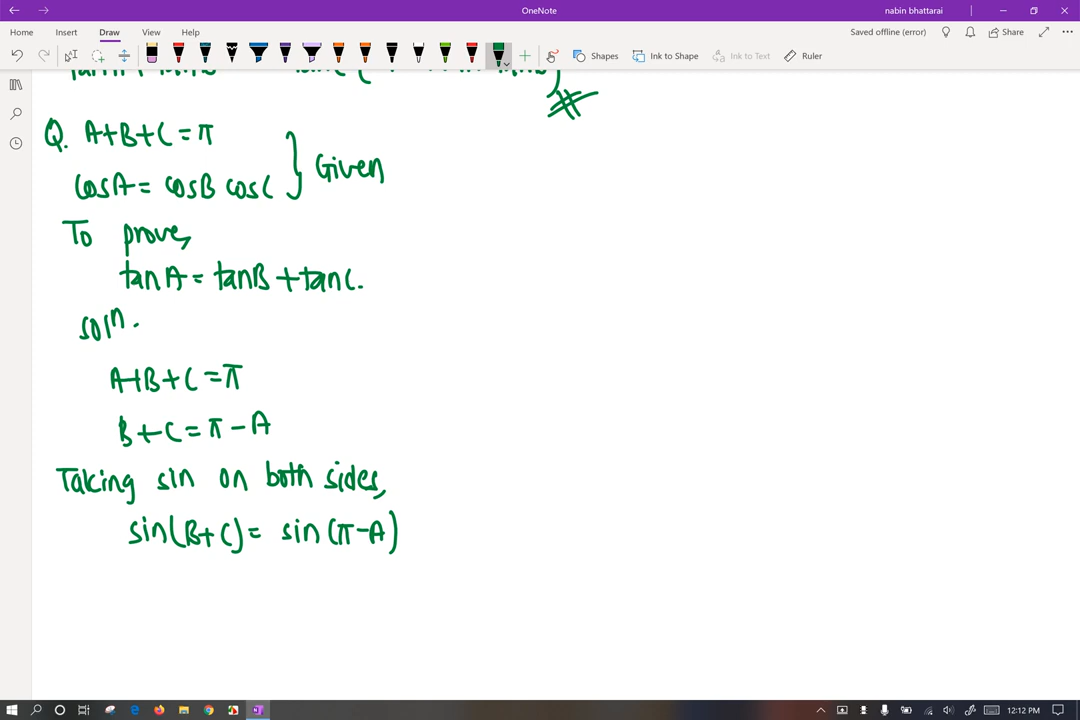 OneNote
nabin bhattarai
Home Insert Draw View Help
Saved offline (error) Share
Shapes Ink to Shape Ink to Text Ruler
Q. A+B+C=π
cosA = cosB cosC } Given
To prove,
tanA = tanB + tanC.
soln.
A+B+C=π
B+C=π-A
Taking sin on both sides,
sin(B+C)= sin(π-A)
12:12 PM